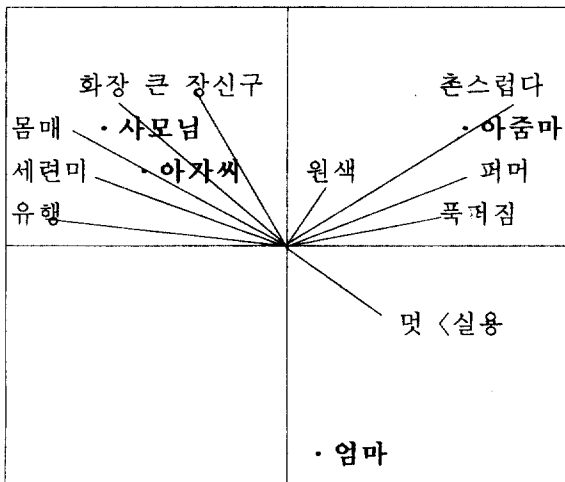 화장 큰 장신구 촌스럽다
몸매 · 사모님 · 아줌마
세련미 · 아가씨 원색 퍼머
유행 푹퍼짐
멋 <실용
· 엄마